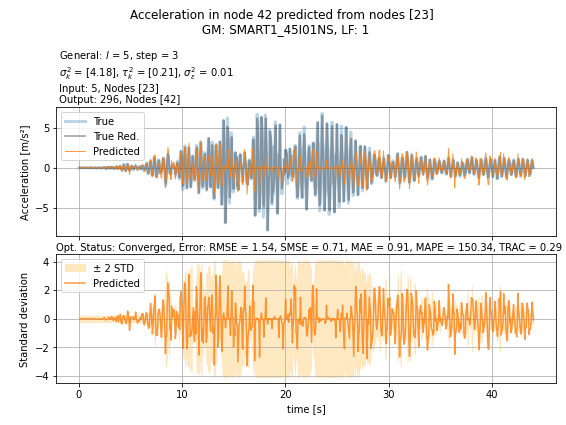 Acceleration in node 42 predicted from nodes [23]
GM: SMART1_45I01NS, LF: 1
General: l = 5, step = 3
σ²ₖ = [4.18], τ²ₖ = [0.21], σ²ₑ = 0.01
Input: 5, Nodes [23]
Output: 296, Nodes [42]
Acceleration [m/s²]
5
0
−5
True
True Red.
Predicted
Opt. Status: Converged, Error: RMSE = 1.54, SMSE = 0.71, MAE = 0.91, MAPE = 150.34, TRAC = 0.29
Standard deviation
4
2
0
−2
−4
± 2 STD
Predicted
0 10 20 30 40
time [s]